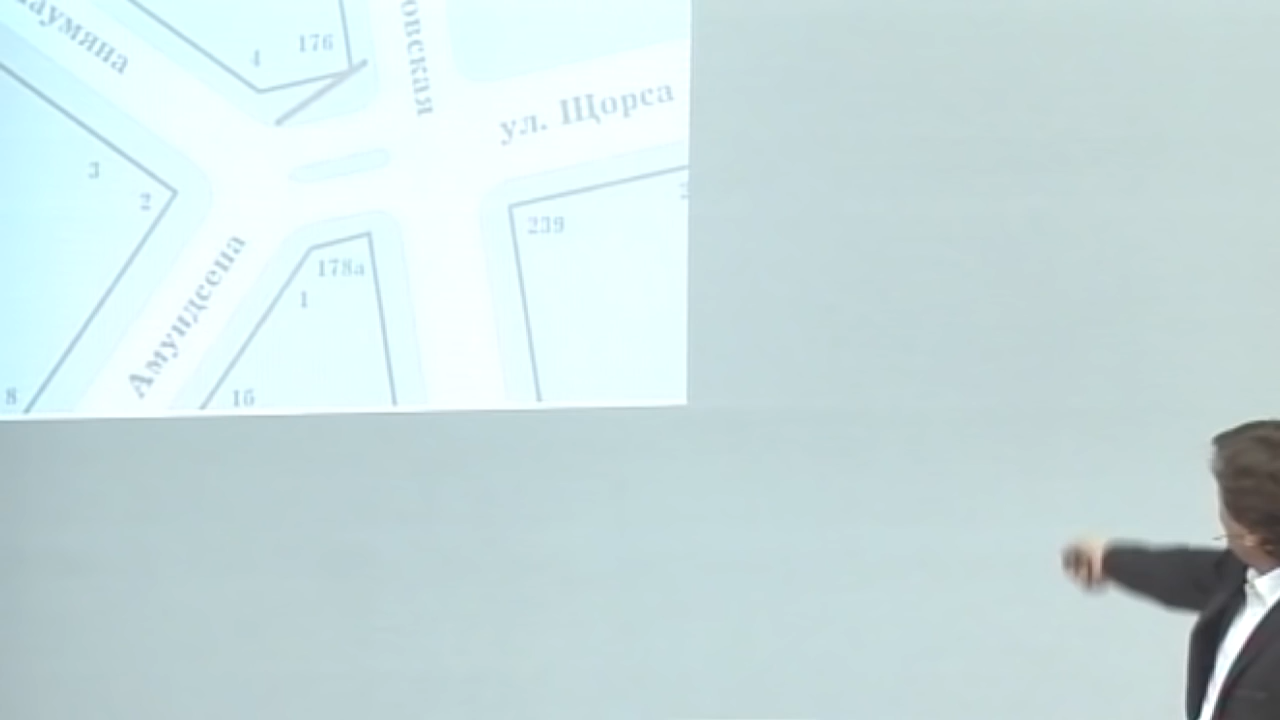 аумяна
4
176
овская
ул. Щорса
3
2
239
Амундсена
178а
1
8
16